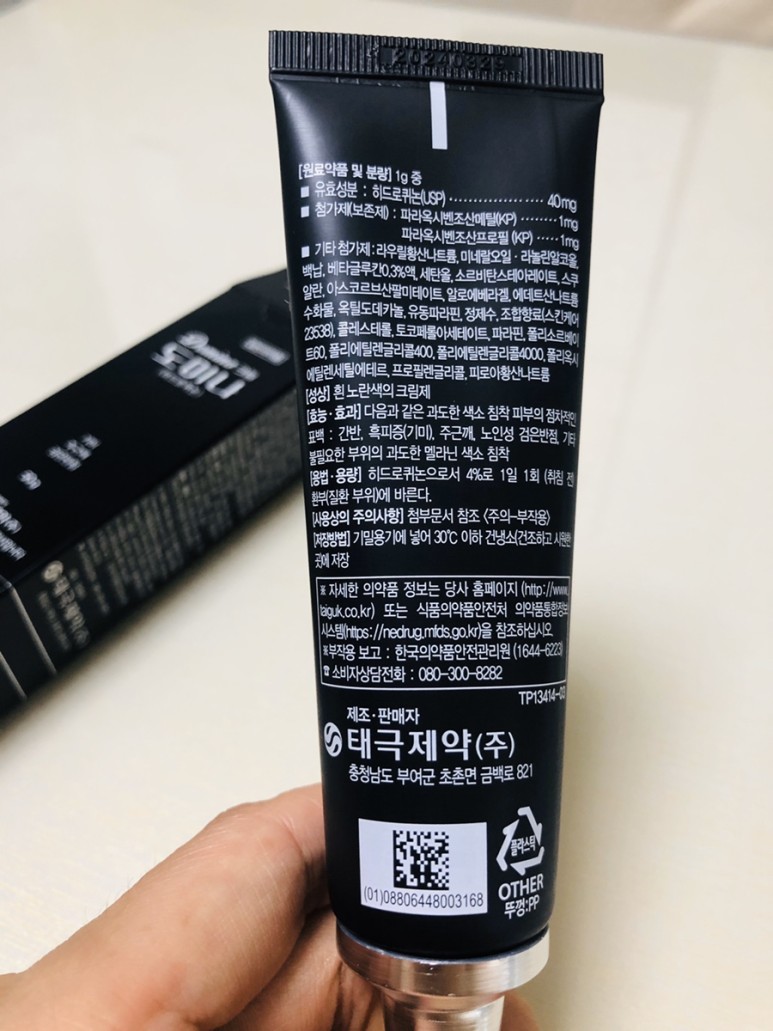 20240329
[원료약품 및 분량] 1g 중
■ 유효성분 : 히드로퀴논(USP) ···················· 40mg
■ 첨가제(보존제) : 파라옥시벤조산메틸(KP) ········ 1mg
파라옥시벤조산프로필 (KP) ····· 1mg
■ 기타 첨가제 : 라우릴황산나트륨, 미네랄오일 · 라놀린알코올,
백납, 베타글루칸0.3%액, 세탄올, 소르비탄스테아레이트, 스쿠
알란, 아스코르브산팔미테이트, 알로에베라겔, 에데트산나트륨
수화물, 옥틸도데카놀, 유동파라핀, 정제수, 조합향료(스킨케어
23538), 콜레스테롤, 토코페롤아세테이트, 파라핀, 폴리소르베이
트60, 폴리에틸렌글리콜400, 폴리에틸렌글리콜4000, 폴리옥시
에틸렌세틸에테르, 프로필렌글리콜, 피로아황산나트륨
[성상] 흰 노란색의 크림제
[효능·효과] 다음과 같은 과도한 색소 침착 피부의 점차적인
표백 : 간반, 흑피증(기미), 주근깨, 노인성 검은반점, 기타
불필요한 부위의 과도한 멜라닌 색소 침착
[용법·용량] 히드로퀴논으로서 4%로 1일 1회 (취침 전)
환부(질환 부위)에 바른다.
[사용상의 주의사항] 첨부문서 참조 <주의-부작용>
[저장방법] 기밀용기에 넣어 30℃ 이하 건냉소(건조하고 시원한
곳)에 저장
※ 자세한 의약품 정보는 당사 홈페이지 (http://www.
taiguk.co.kr) 또는 식품의약품안전처 의약품통합정보
시스템(https://nedrug.mfds.go.kr)을 참조하십시오.
※ 부작용 보고 : 한국의약품안전관리원 (1644-6223)
☎ 소비자상담전화 : 080-300-8282
TP13414-03
제조·판매자
태극제약(주)
충청남도 부여군 초촌면 금백로 821
(01)08806448003168
플라스틱
OTHER
뚜껑:PP
도미나
태극제약(주)